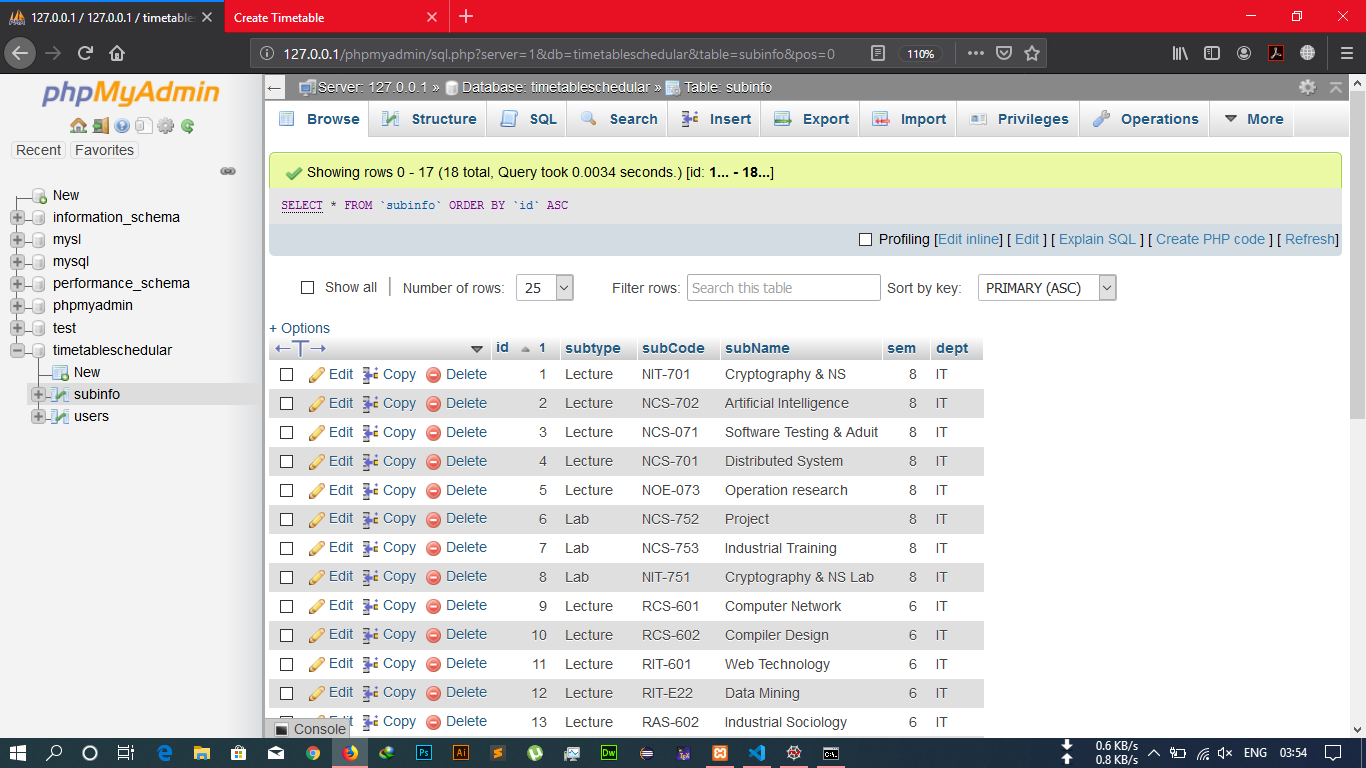 127.0.0.1 / 127.0.0.1 / timetable
Create Timetable
127.0.0.1/phpmyadmin/sql.php?server=1&db=timetableschedular&table=subinfo&pos=0
110%
phpMyAdmin
Recent Favorites
New
information_schema
mysl
mysql
performance_schema
phpmyadmin
test
timetableschedular
New
subinfo
users
Server: 127.0.0.1 » Database: timetableschedular » Table: subinfo
Browse Structure SQL Search Insert Export Import Privileges Operations More
Showing rows 0 - 17 (18 total, Query took 0.0034 seconds.) [id: 1... - 18...]
SELECT * FROM `subinfo` ORDER BY `id` ASC
Profiling [Edit inline] [ Edit ] [ Explain SQL ] [ Create PHP code ] [ Refresh]
Show all Number of rows: 25 Filter rows: Search this table Sort by key: PRIMARY (ASC)
+ Options
id 1 subtype subCode subName sem dept
Edit Copy Delete 1 Lecture NIT-701 Cryptography & NS 8 IT
Edit Copy Delete 2 Lecture NCS-702 Artificial Intelligence 8 IT
Edit Copy Delete 3 Lecture NCS-071 Software Testing & Aduit 8 IT
Edit Copy Delete 4 Lecture NCS-701 Distributed System 8 IT
Edit Copy Delete 5 Lecture NOE-073 Operation research 8 IT
Edit Copy Delete 6 Lab NCS-752 Project 8 IT
Edit Copy Delete 7 Lab NCS-753 Industrial Training 8 IT
Edit Copy Delete 8 Lab NIT-751 Cryptography & NS Lab 8 IT
Edit Copy Delete 9 Lecture RCS-601 Computer Network 6 IT
Edit Copy Delete 10 Lecture RCS-602 Compiler Design 6 IT
Edit Copy Delete 11 Lecture RIT-601 Web Technology 6 IT
Edit Copy Delete 12 Lecture RIT-E22 Data Mining 6 IT
Edit Copy Delete 13 Lecture RAS-602 Industrial Sociology 6 IT
Console
Ps Ai Dw
0.6 KB/s
0.8 KB/s
ENG 03:54